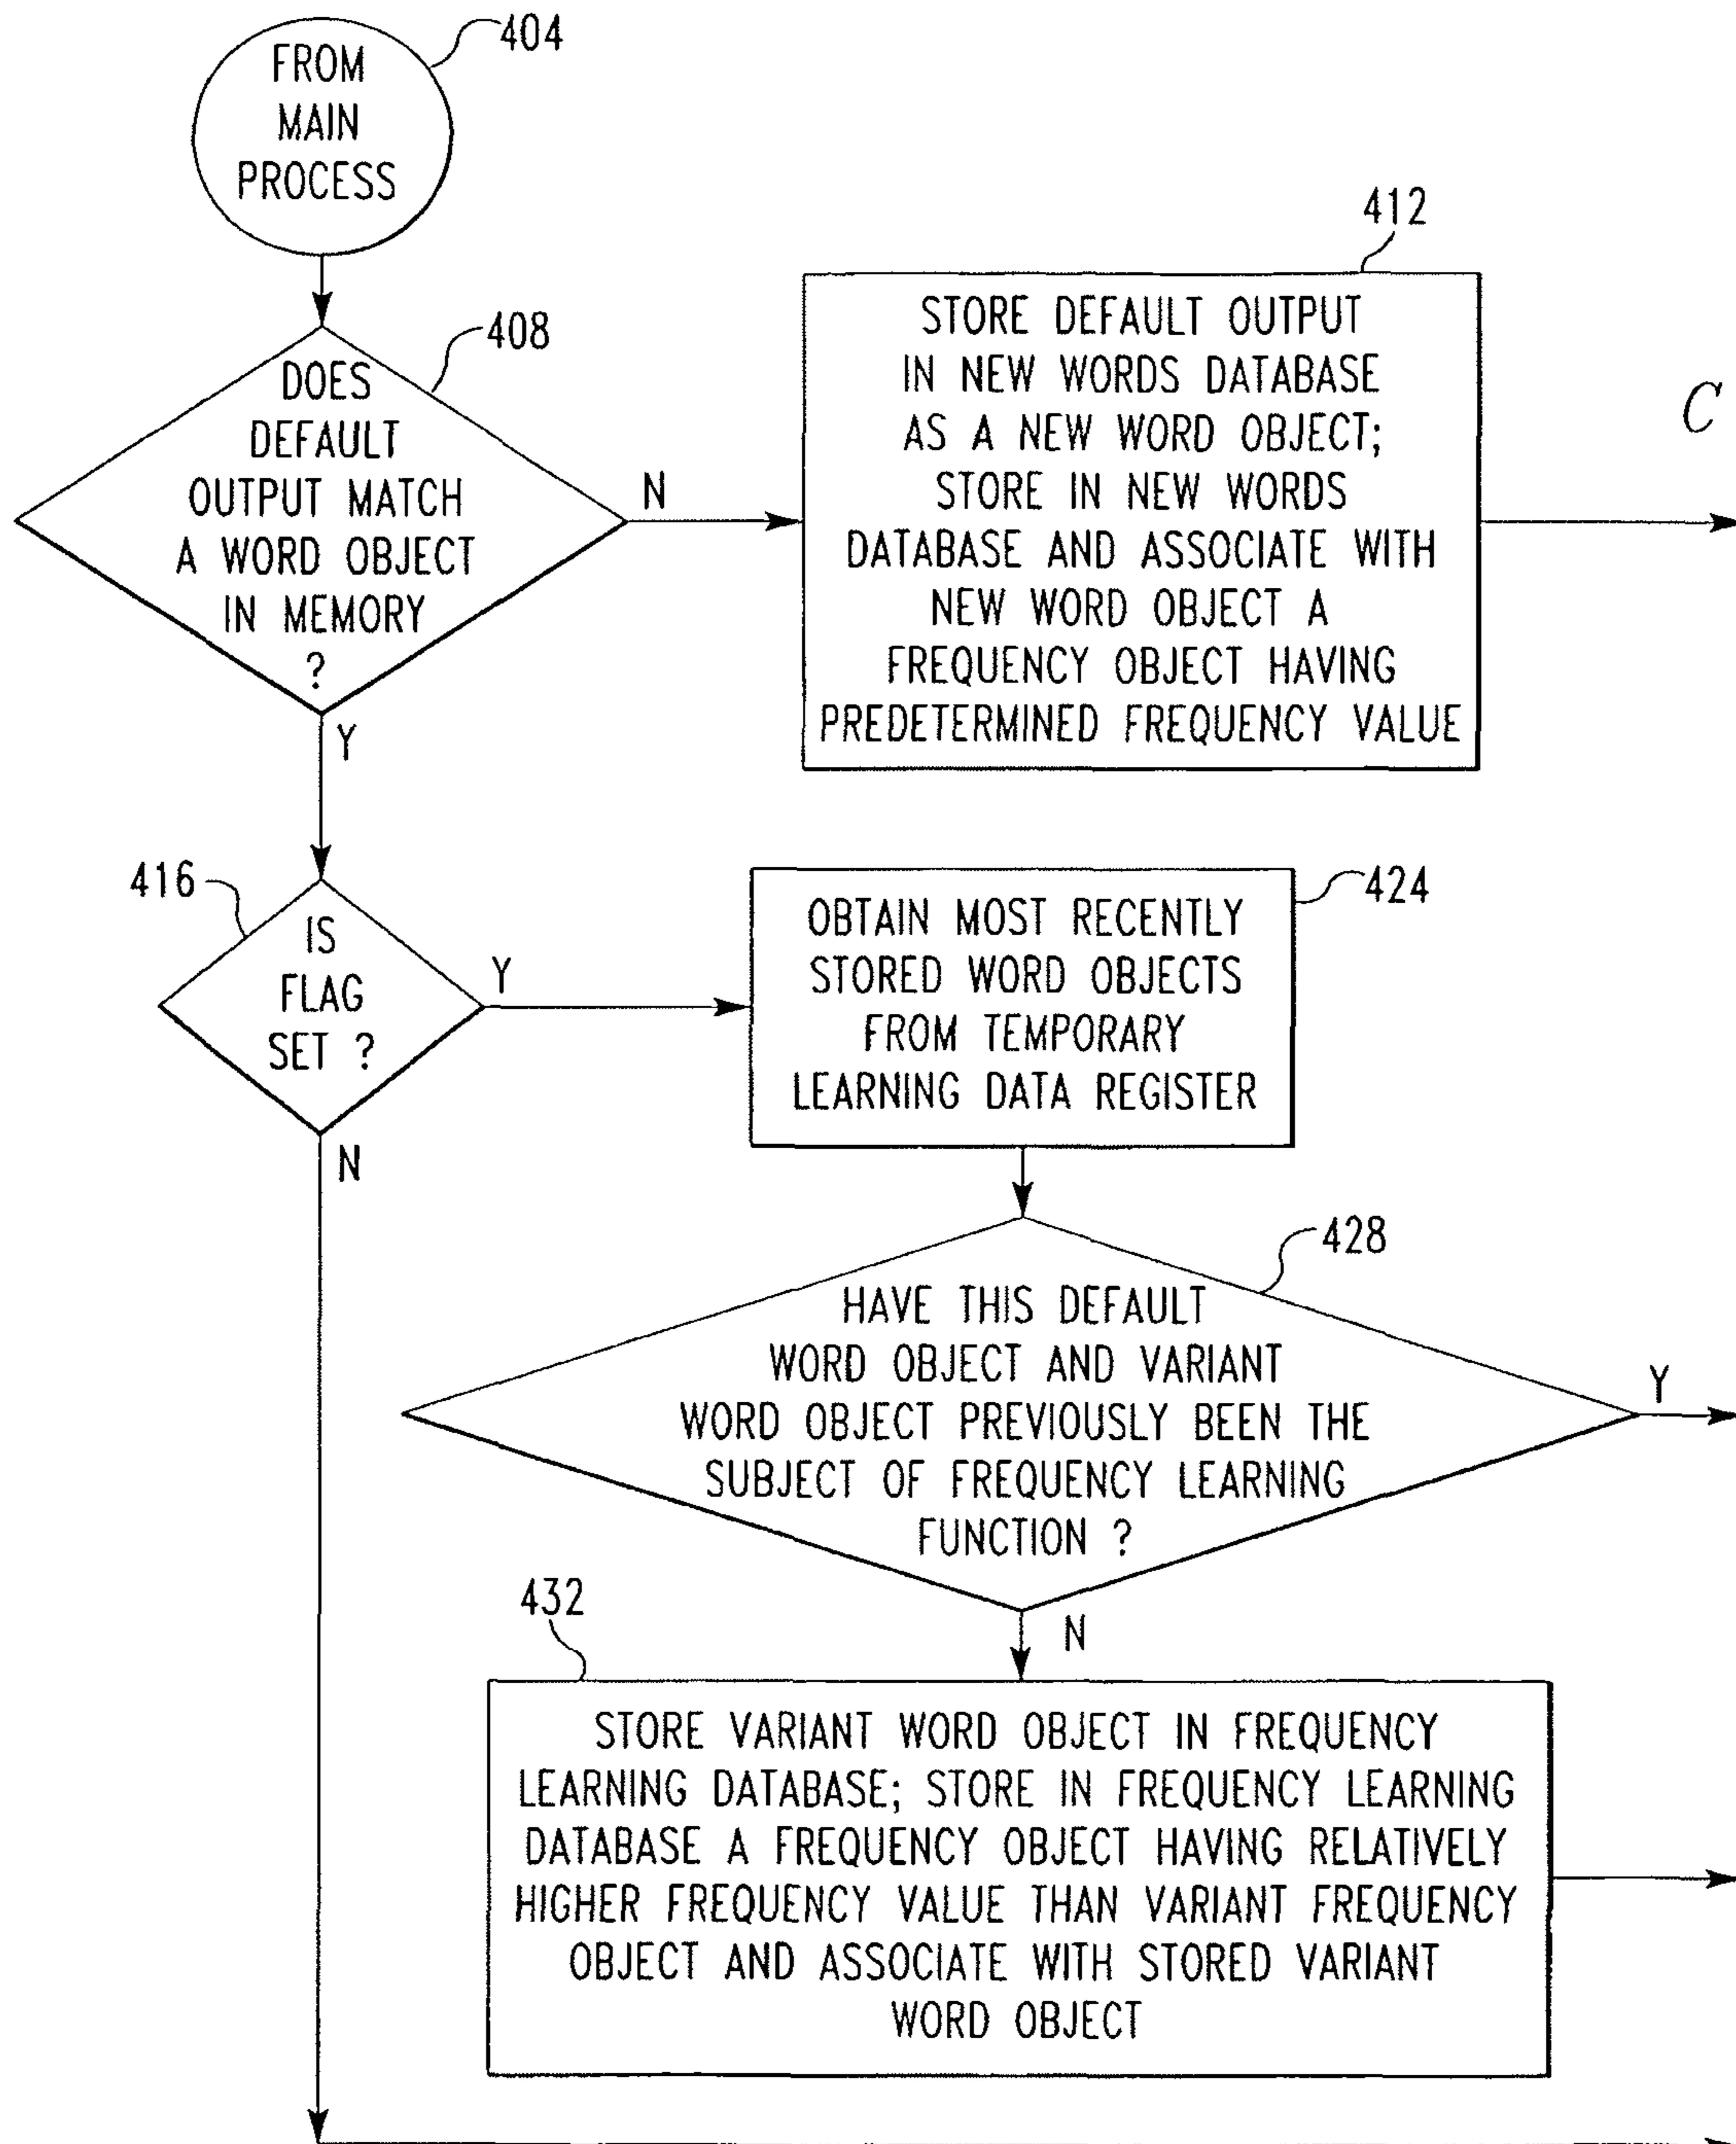 404
FROM
MAIN
PROCESS
408
DOES
DEFAULT
OUTPUT MATCH
A WORD OBJECT
IN MEMORY
?
N
Y
412
STORE DEFAULT OUTPUT
IN NEW WORDS DATABASE
AS A NEW WORD OBJECT;
STORE IN NEW WORDS
DATABASE AND ASSOCIATE WITH
NEW WORD OBJECT A
FREQUENCY OBJECT HAVING
PREDETERMINED FREQUENCY VALUE
C
416
IS
FLAG
SET ?
Y
N
424
OBTAIN MOST RECENTLY
STORED WORD OBJECTS
FROM TEMPORARY
LEARNING DATA REGISTER
428
HAVE THIS DEFAULT
WORD OBJECT AND VARIANT
WORD OBJECT PREVIOUSLY BEEN THE
SUBJECT OF FREQUENCY LEARNING
FUNCTION ?
Y
N
432
STORE VARIANT WORD OBJECT IN FREQUENCY
LEARNING DATABASE; STORE IN FREQUENCY LEARNING
DATABASE A FREQUENCY OBJECT HAVING RELATIVELY
HIGHER FREQUENCY VALUE THAN VARIANT FREQUENCY
OBJECT AND ASSOCIATE WITH STORED VARIANT
WORD OBJECT